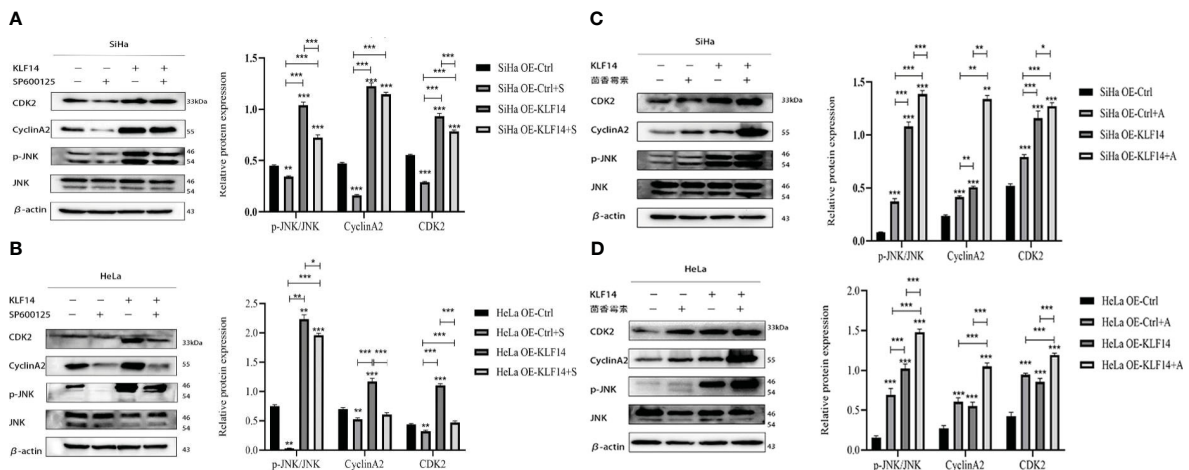 A
SiHa
KLF14 − − + +
SP600125 − + − +
CDK2 33kDa
CyclinA2 55
p-JNK 46
54
JNK 46
54
β-actin 43
Relative protein expression
1.5
1.0
0.5
0.0
*** *** *** *** *** *** *** *** ***
** *** *** *** *** *** *** *** ***
p-JNK/JNK CyclinA2 CDK2
SiHa OE-Ctrl
SiHa OE-Ctrl+S
SiHa OE-KLF14
SiHa OE-KLF14+S
B
HeLa
KLF14 − − + +
SP600125 − + − +
CDK2 33kDa
CyclinA2 55
p-JNK 46
54
JNK 46
54
β-actin 43
Relative protein expression
2.5
2.0
1.5
1.0
0.5
0.0
* *** ** *** *** *** *** ***
** ** *** ** *** ** ***
p-JNK/JNK CyclinA2 CDK2
HeLa OE-Ctrl
HeLa OE-Ctrl+S
HeLa OE-KLF14
HeLa OE-KLF14+S
C
SiHa
KLF14 − − + +
茴香霉素 − + − +
CDK2 33kDa
CyclinA2 55
p-JNK 46
54
JNK 46
54
β-actin 43
Relative protein expression
1.5
1.0
0.5
0.0
*** *** *** ** ** ** * *** ***
*** *** *** *** *** ** *** *** ***
p-JNK/JNK CyclinA2 CDK2
SiHa OE-Ctrl
SiHa OE-Ctrl+A
SiHa OE-KLF14
SiHa OE-KLF14+A
D
HeLa
KLF14 − − + +
茴香霉素 − + − +
CDK2 33kDa
CyclinA2 55
p-JNK 46
54
JNK 46
54
β-actin 43
Relative protein expression
2.0
1.5
1.0
0.5
0.0
*** *** *** *** *** *** ***
*** *** *** *** *** *** *** *** ***
p-JNK/JNK CyclinA2 CDK2
HeLa OE-Ctrl
HeLa OE-Ctrl+A
HeLa OE-KLF14
HeLa OE-KLF14+A